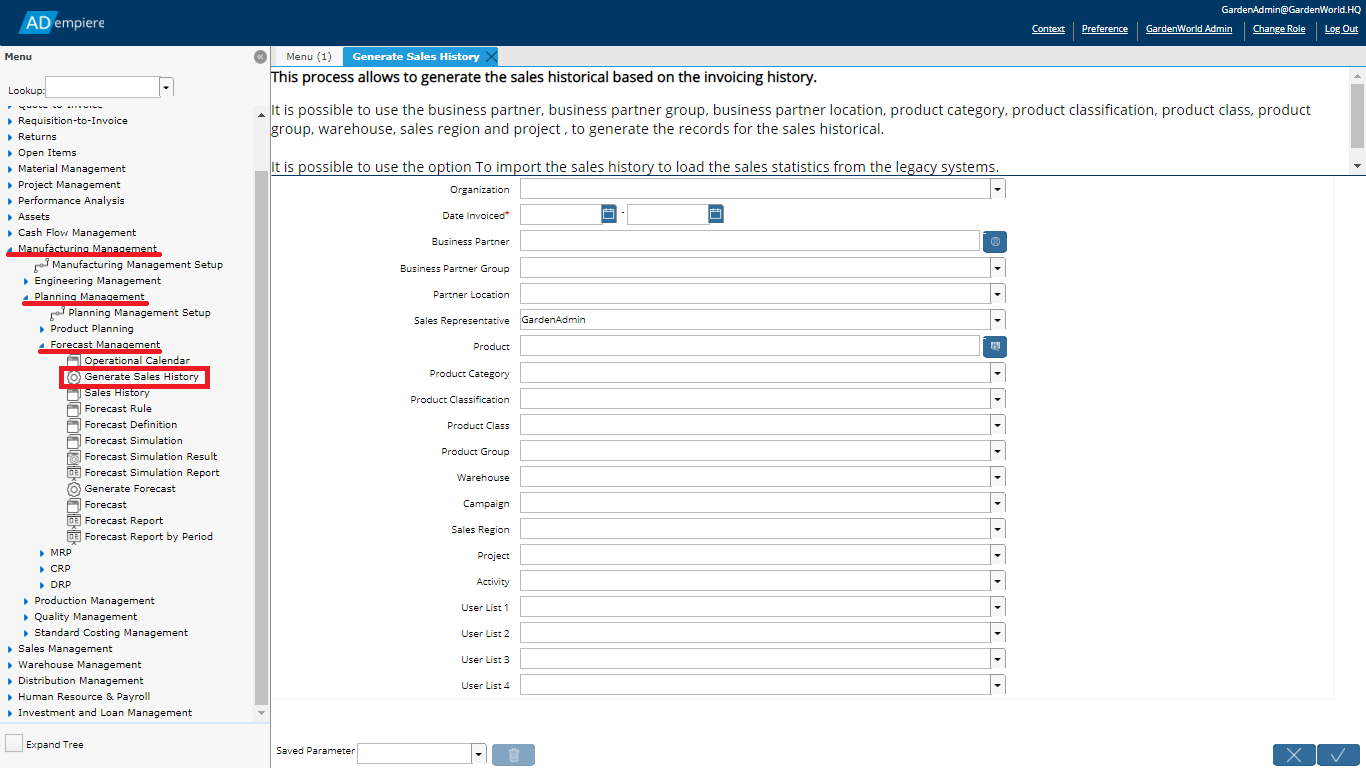 ADempiere
GardenAdmin@GardenWorld.HQ
Context
Preference
GardenWorld Admin
Change Role
Log Out
Menu
Menu (1)
Generate Sales History
Lookup:
Quote-to-Invoice
Requisition-to-Invoice
Returns
Open Items
Material Management
Project Management
Performance Analysis
Assets
Cash Flow Management
Manufacturing Management
Manufacturing Management Setup
Engineering Management
Planning Management
Planning Management Setup
Product Planning
Forecast Management
Operational Calendar
Generate Sales History
Sales History
Forecast Rule
Forecast Definition
Forecast Simulation
Forecast Simulation Result
Forecast Simulation Report
Generate Forecast
Forecast
Forecast Report
Forecast Report by Period
MRP
CRP
DRP
Production Management
Quality Management
Standard Costing Management
Sales Management
Warehouse Management
Distribution Management
Human Resource & Payroll
Investment and Loan Management
Expand Tree
This process allows to generate the sales historical based on the invoicing history.
It is possible to use the business partner, business partner group, business partner location, product category, product classification, product class, product
group, warehouse, sales region and project , to generate the records for the sales historical.
It is possible to use the option To import the sales history to load the sales statistics from the legacy systems.
Organization
Date Invoiced* -
Business Partner
Business Partner Group
Partner Location
Sales Representative GardenAdmin
Product
Product Category
Product Classification
Product Class
Product Group
Warehouse
Campaign
Sales Region
Project
Activity
User List 1
User List 2
User List 3
User List 4
Saved Parameter